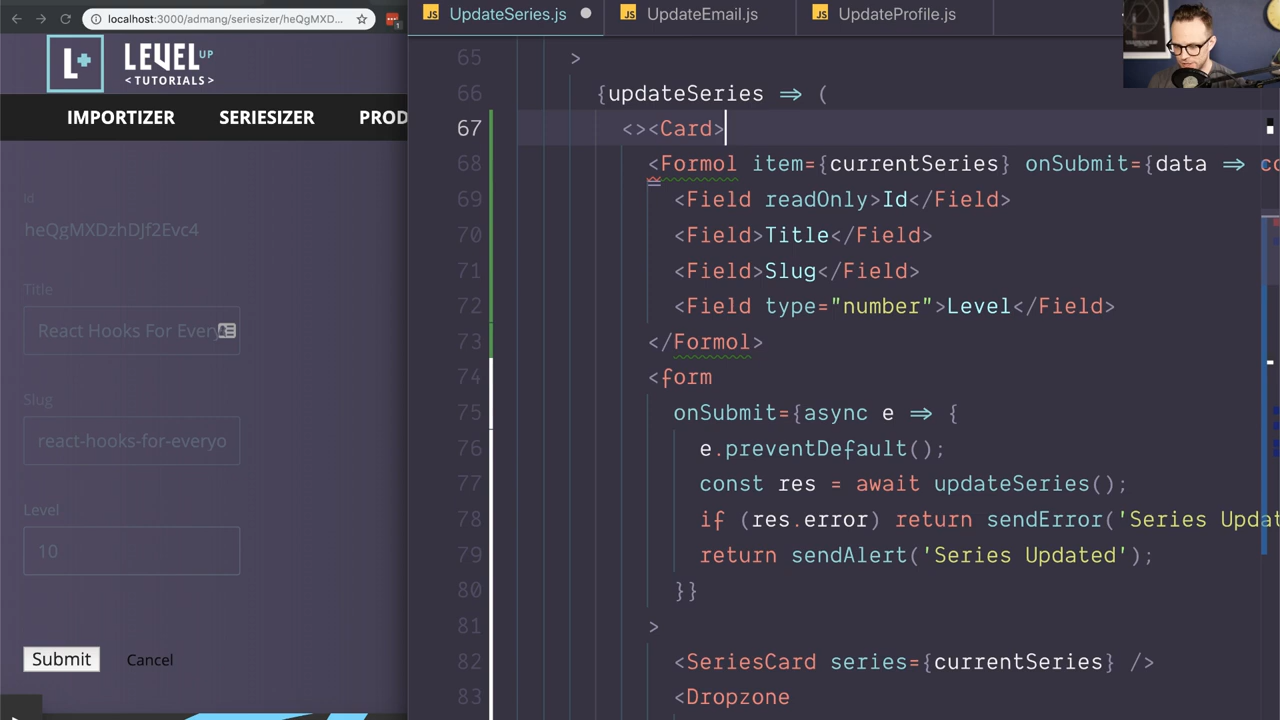 localhost:3000/admang/seriesizer/heQgMXD...
1
LEVEL UP
< TUTORIALS >
L+
IMPORTIZER SERIESIZER PROD
Id
heQgMXDzhDJf2Evc4
Title
React Hooks For Every
Slug
react-hooks-for-everyo
Level
10
Submit Cancel
JS UpdateSeries.js JS UpdateEmail.js JS UpdateProfile.js
65 >
66 {updateSeries => (
67 <><Card>
68 <Formol item={currentSeries} onSubmit={data => co
69 <Field readOnly>Id</Field>
70 <Field>Title</Field>
71 <Field>Slug</Field>
72 <Field type="number">Level</Field>
73 </Formol>
74 <form
75 onSubmit={async e => {
76 e.preventDefault();
77 const res = await updateSeries();
78 if (res.error) return sendError('Series Updat
79 return sendAlert('Series Updated');
80 }}
81 >
82 <SeriesCard series={currentSeries} />
83 <Dropzone